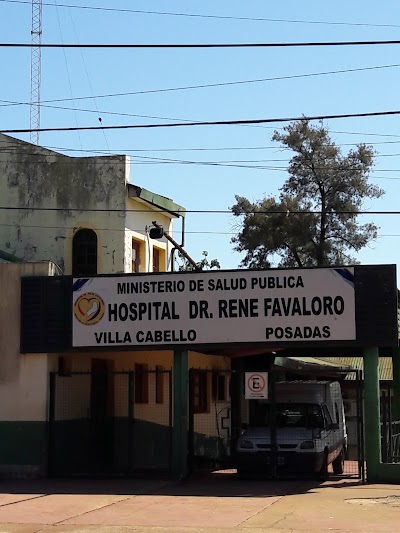 MINISTERIO DE SALUD PUBLICA
HOSPITAL DR. RENE FAVALORO
VILLA CABELLO POSADAS
E